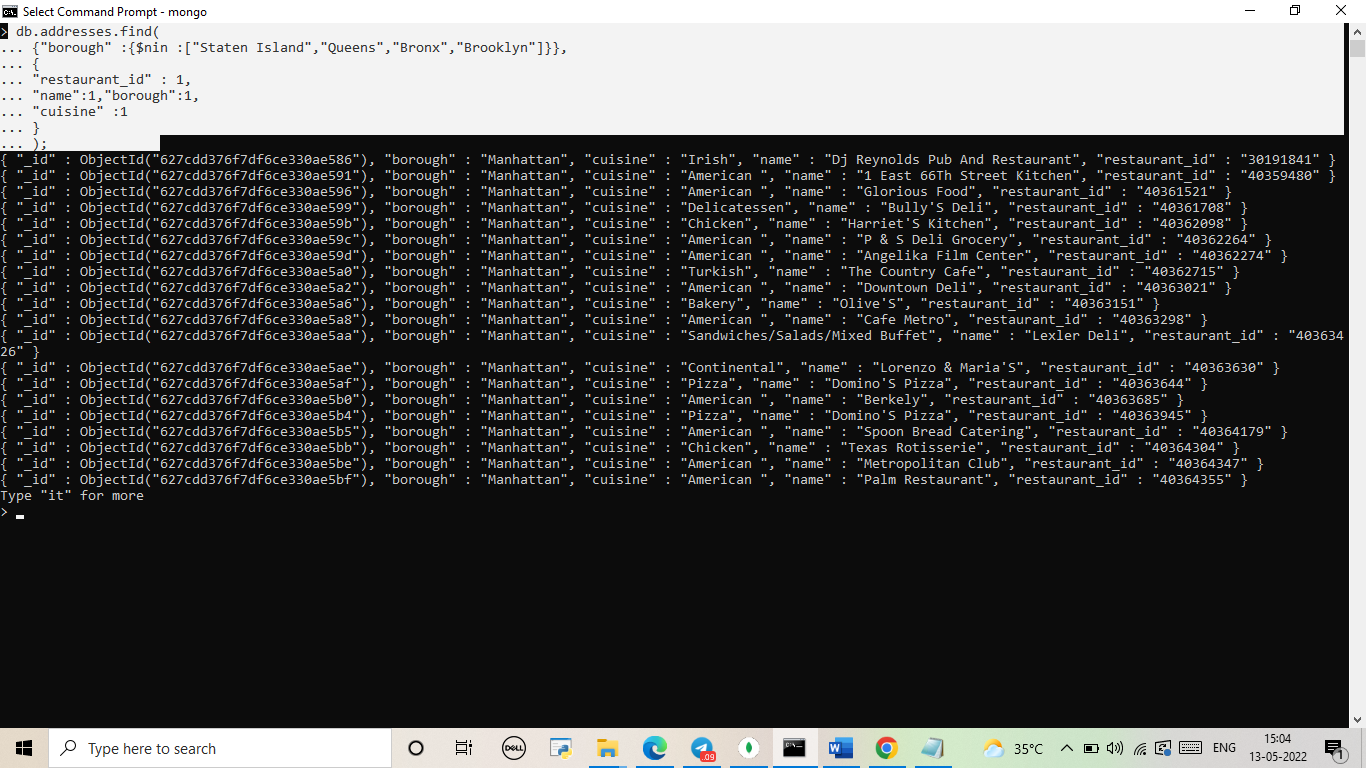 Select Command Prompt - mongo
> db.addresses.find(
... {"borough" :{$nin :["Staten Island","Queens","Bronx","Brooklyn"]}},
... {
... "restaurant_id" : 1,
... "name":1,"borough":1,
... "cuisine" :1
... }
... );
{ "_id" : ObjectId("627cdd376f7df6ce330ae586"), "borough" : "Manhattan", "cuisine" : "Irish", "name" : "Dj Reynolds Pub And Restaurant", "restaurant_id" : "30191841" }
{ "_id" : ObjectId("627cdd376f7df6ce330ae591"), "borough" : "Manhattan", "cuisine" : "American ", "name" : "1 East 66Th Street Kitchen", "restaurant_id" : "40359480" }
{ "_id" : ObjectId("627cdd376f7df6ce330ae596"), "borough" : "Manhattan", "cuisine" : "American ", "name" : "Glorious Food", "restaurant_id" : "40361521" }
{ "_id" : ObjectId("627cdd376f7df6ce330ae599"), "borough" : "Manhattan", "cuisine" : "Delicatessen", "name" : "Bully'S Deli", "restaurant_id" : "40361708" }
{ "_id" : ObjectId("627cdd376f7df6ce330ae59b"), "borough" : "Manhattan", "cuisine" : "Chicken", "name" : "Harriet'S Kitchen", "restaurant_id" : "40362098" }
{ "_id" : ObjectId("627cdd376f7df6ce330ae59c"), "borough" : "Manhattan", "cuisine" : "American ", "name" : "P & S Deli Grocery", "restaurant_id" : "40362264" }
{ "_id" : ObjectId("627cdd376f7df6ce330ae59d"), "borough" : "Manhattan", "cuisine" : "American ", "name" : "Angelika Film Center", "restaurant_id" : "40362274" }
{ "_id" : ObjectId("627cdd376f7df6ce330ae5a0"), "borough" : "Manhattan", "cuisine" : "Turkish", "name" : "The Country Cafe", "restaurant_id" : "40362715" }
{ "_id" : ObjectId("627cdd376f7df6ce330ae5a2"), "borough" : "Manhattan", "cuisine" : "American ", "name" : "Downtown Deli", "restaurant_id" : "40363021" }
{ "_id" : ObjectId("627cdd376f7df6ce330ae5a6"), "borough" : "Manhattan", "cuisine" : "Bakery", "name" : "Olive'S", "restaurant_id" : "40363151" }
{ "_id" : ObjectId("627cdd376f7df6ce330ae5a8"), "borough" : "Manhattan", "cuisine" : "American ", "name" : "Cafe Metro", "restaurant_id" : "40363298" }
{ "_id" : ObjectId("627cdd376f7df6ce330ae5aa"), "borough" : "Manhattan", "cuisine" : "Sandwiches/Salads/Mixed Buffet", "name" : "Lexler Deli", "restaurant_id" : "403634
26" }
{ "_id" : ObjectId("627cdd376f7df6ce330ae5ae"), "borough" : "Manhattan", "cuisine" : "Continental", "name" : "Lorenzo & Maria'S", "restaurant_id" : "40363630" }
{ "_id" : ObjectId("627cdd376f7df6ce330ae5af"), "borough" : "Manhattan", "cuisine" : "Pizza", "name" : "Domino'S Pizza", "restaurant_id" : "40363644" }
{ "_id" : ObjectId("627cdd376f7df6ce330ae5b0"), "borough" : "Manhattan", "cuisine" : "American ", "name" : "Berkely", "restaurant_id" : "40363685" }
{ "_id" : ObjectId("627cdd376f7df6ce330ae5b4"), "borough" : "Manhattan", "cuisine" : "Pizza", "name" : "Domino'S Pizza", "restaurant_id" : "40363945" }
{ "_id" : ObjectId("627cdd376f7df6ce330ae5b5"), "borough" : "Manhattan", "cuisine" : "American ", "name" : "Spoon Bread Catering", "restaurant_id" : "40364179" }
{ "_id" : ObjectId("627cdd376f7df6ce330ae5bb"), "borough" : "Manhattan", "cuisine" : "Chicken", "name" : "Texas Rotisserie", "restaurant_id" : "40364304" }
{ "_id" : ObjectId("627cdd376f7df6ce330ae5be"), "borough" : "Manhattan", "cuisine" : "American ", "name" : "Metropolitan Club", "restaurant_id" : "40364347" }
{ "_id" : ObjectId("627cdd376f7df6ce330ae5bf"), "borough" : "Manhattan", "cuisine" : "American ", "name" : "Palm Restaurant", "restaurant_id" : "40364355" }
Type "it" for more
>
Type here to search
DELL
.09
35°C
ENG
15:04
13-05-2022
1